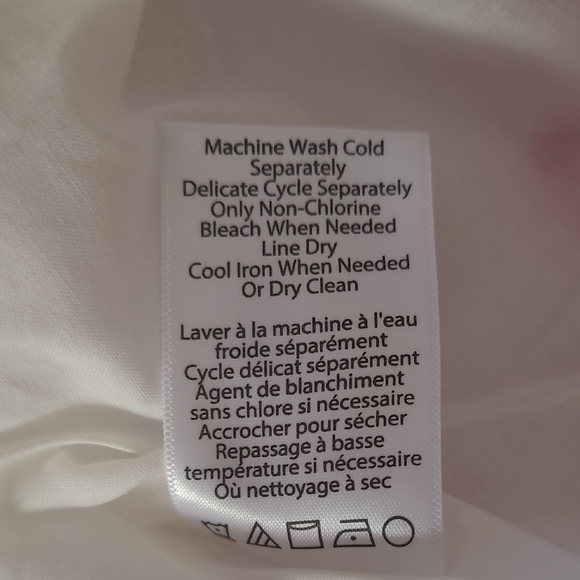 Machine Wash Cold
Separately
Delicate Cycle Separately
Only Non-Chlorine
Bleach When Needed
Line Dry
Cool Iron When Needed
Or Dry Clean
Laver à la machine à l'eau
froide séparément
Cycle délicat séparément
Agent de blanchiment
sans chlore si nécessaire
Accrocher pour sécher
Repassage à basse
température si nécessaire
Où nettoyage à sec